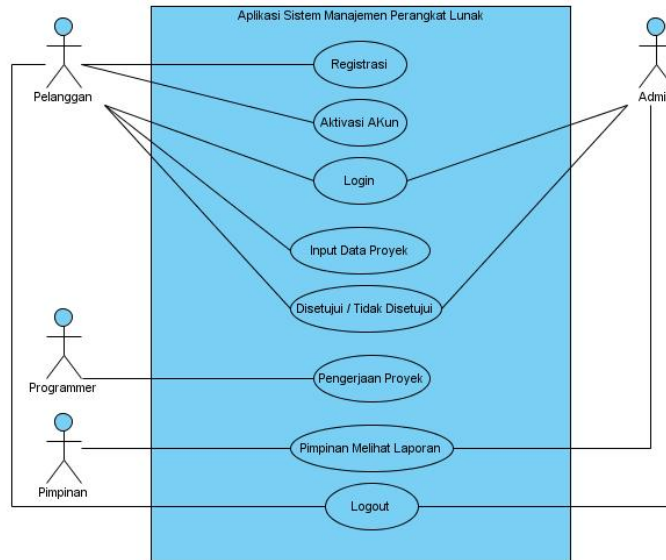 Aplikasi Sistem Manajemen Perangkat Lunak
Registrasi
Pelanggan
Admi
Aktivasi AKun
Login
Input Data Proyek
Disetujui / Tidak Disetujui
Programmer
Pengerjaan Proyek
Pimpinan Melihat Laporan
Pimpinan
Logout